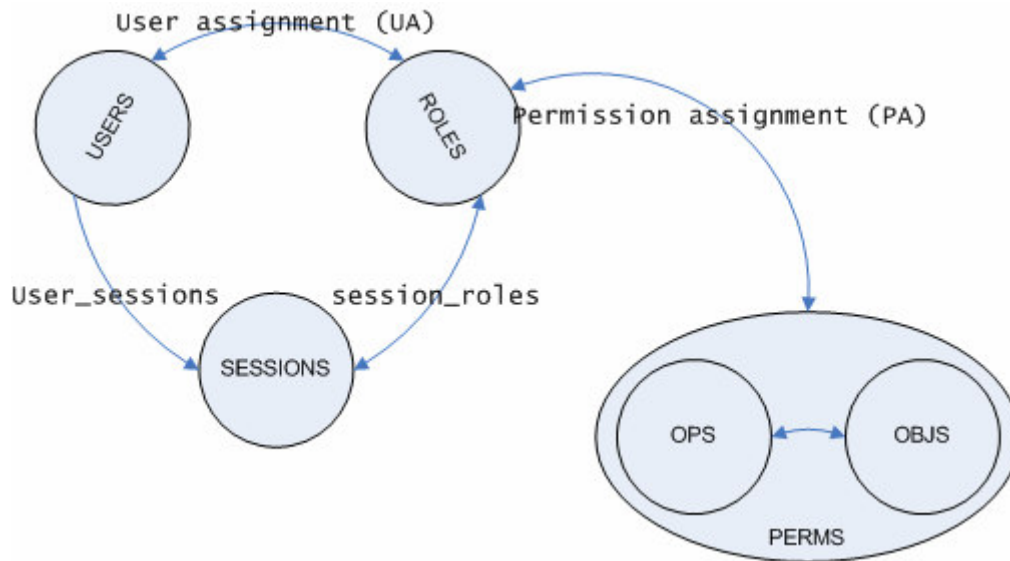 User assignment (UA)
USERS
ROLES
Permission assignment (PA)
User_sessions
session_roles
SESSIONS
OPS
OBJS
PERMS